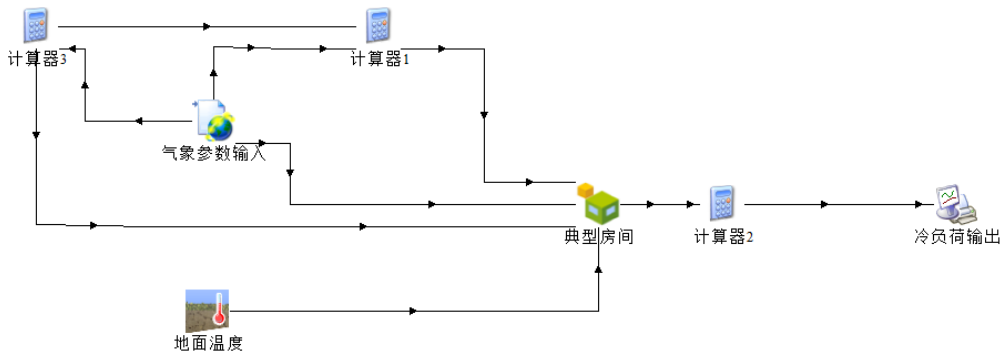 计算器3
计算器1
气象参数输入
典型房间
计算器2
冷负荷输出
地面温度